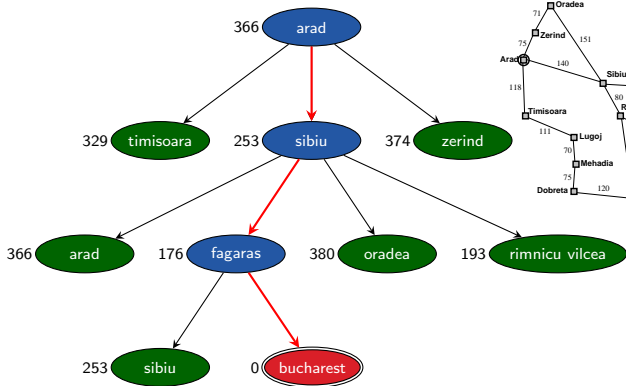 366 arad
329 timisoara 253 sibiu 374 zerind
366 arad 176 fagaras 380 oradea 193 rimnicu vilcea
253 sibiu 0 bucharest
Oradea
71
Zerind
151
75
Arad
140
Sibiu
118
80
R
Timisoara
111
Lugoj
70
Mehadia
75
Dobreta
120